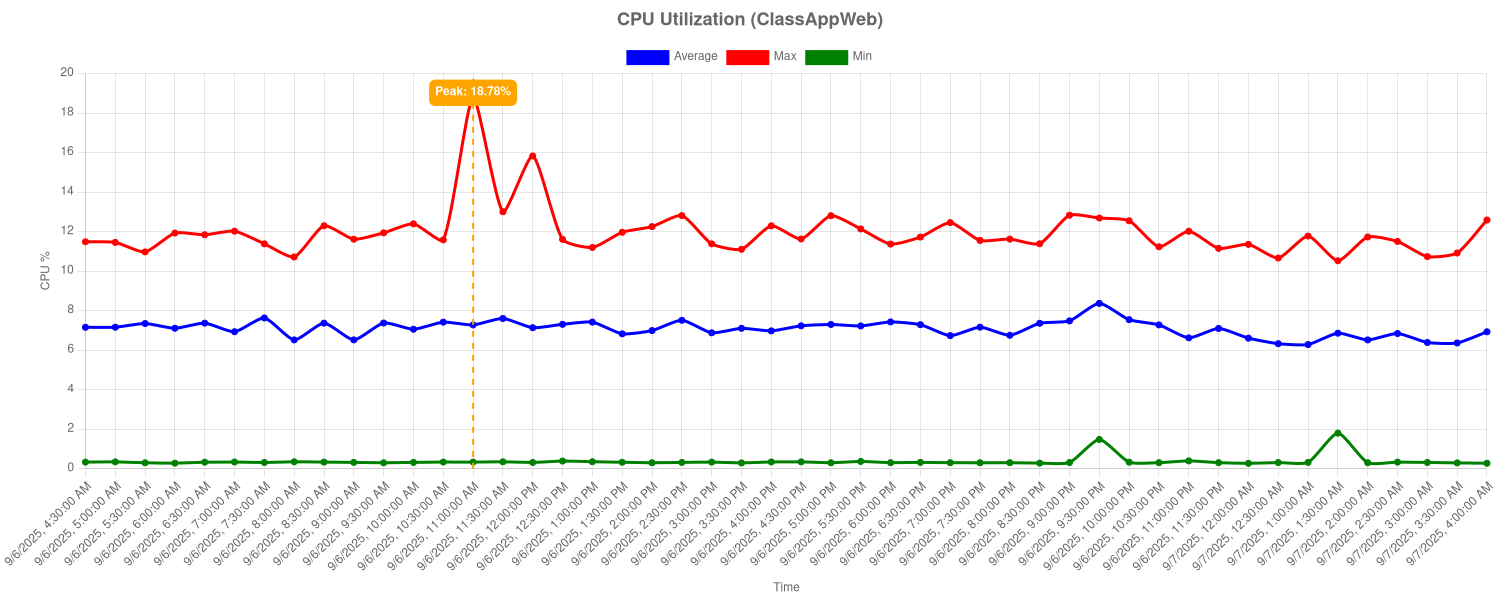 CPU Utilization (ClassAppWeb)
Average Max Min
Peak: 18.78%
20
18
16
14
12
10
8
6
4
2
0
CPU %
9/6/2025, 4:30:00 AM
9/6/2025, 5:00:00 AM
9/6/2025, 5:30:00 AM
9/6/2025, 6:00:00 AM
9/6/2025, 6:30:00 AM
9/6/2025, 7:00:00 AM
9/6/2025, 7:30:00 AM
9/6/2025, 8:00:00 AM
9/6/2025, 8:30:00 AM
9/6/2025, 9:00:00 AM
9/6/2025, 9:30:00 AM
9/6/2025, 10:00:00 AM
9/6/2025, 10:30:00 AM
9/6/2025, 11:00:00 AM
9/6/2025, 11:30:00 AM
9/6/2025, 12:00:00 PM
9/6/2025, 12:30:00 PM
9/6/2025, 1:00:00 PM
9/6/2025, 1:30:00 PM
9/6/2025, 2:00:00 PM
9/6/2025, 2:30:00 PM
9/6/2025, 3:00:00 PM
9/6/2025, 3:30:00 PM
9/6/2025, 4:00:00 PM
9/6/2025, 4:30:00 PM
9/6/2025, 5:00:00 PM
9/6/2025, 5:30:00 PM
9/6/2025, 6:00:00 PM
9/6/2025, 6:30:00 PM
9/6/2025, 7:00:00 PM
9/6/2025, 7:30:00 PM
9/6/2025, 8:00:00 PM
9/6/2025, 8:30:00 PM
9/6/2025, 9:00:00 PM
9/6/2025, 9:30:00 PM
9/6/2025, 10:00:00 PM
9/6/2025, 10:30:00 PM
9/6/2025, 11:00:00 PM
9/6/2025, 11:30:00 PM
9/7/2025, 12:00:00 AM
9/7/2025, 12:30:00 AM
9/7/2025, 1:00:00 AM
9/7/2025, 1:30:00 AM
9/7/2025, 2:00:00 AM
9/7/2025, 2:30:00 AM
9/7/2025, 3:00:00 AM
9/7/2025, 3:30:00 AM
9/7/2025, 4:00:00 AM
Time